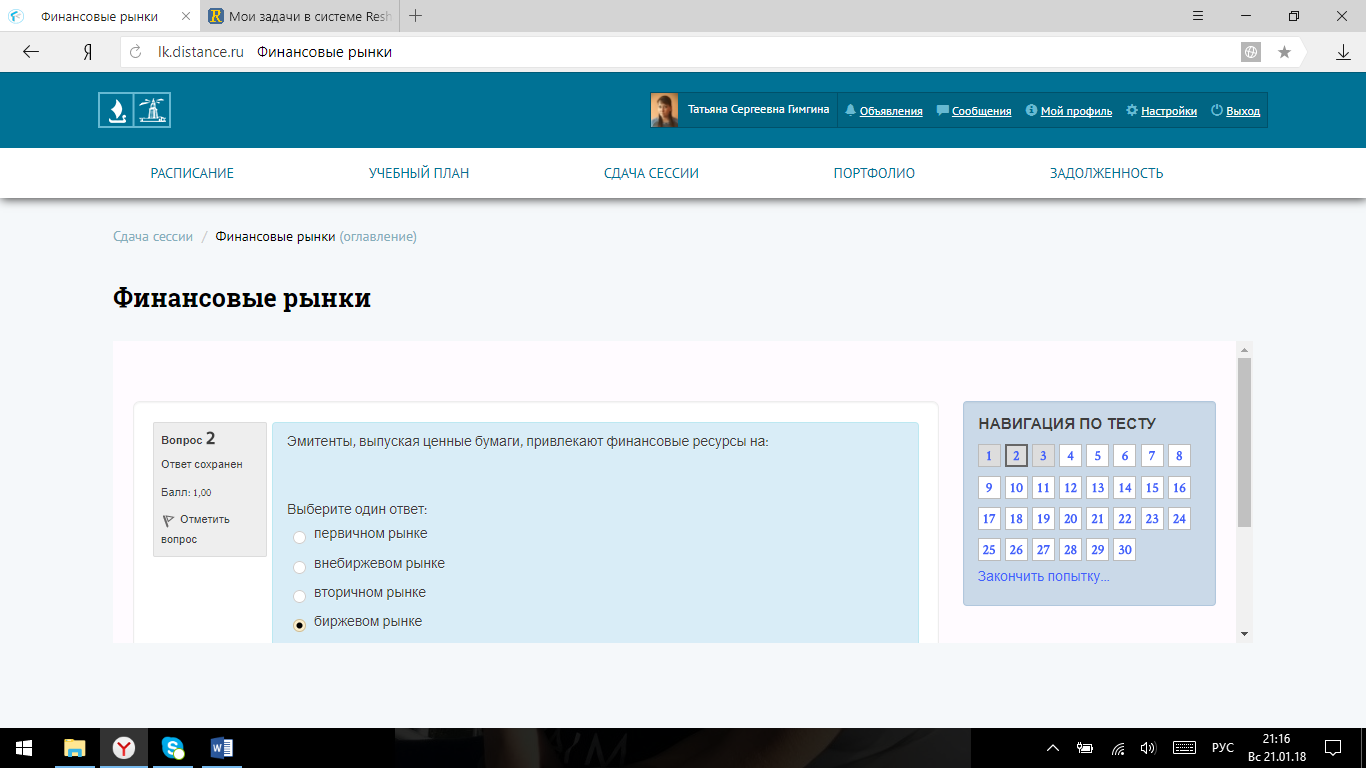 Финансовые рынки
Мои задачи в системе Resh
Я
lk.distance.ru Финансовые рынки
Татьяна Сергеевна Гимгина Объявления Сообщения Мой профиль Настройки Выход
РАСПИСАНИЕ УЧЕБНЫЙ ПЛАН СДАЧА СЕССИИ ПОРТФОЛИО ЗАДОЛЖЕННОСТЬ
Сдача сессии / Финансовые рынки (оглавление)
Финансовые рынки
Вопрос 2
Ответ сохранен
Балл: 1,00
Отметить
вопрос
Эмитенты, выпуская ценные бумаги, привлекают финансовые ресурсы на:
Выберите один ответ:
первичном рынке
внебиржевом рынке
вторичном рынке
биржевом рынке
НАВИГАЦИЯ ПО ТЕСТУ
1 2 3 4 5 6 7 8
9 10 11 12 13 14 15 16
17 18 19 20 21 22 23 24
25 26 27 28 29 30
Закончить попытку...
РУС
21:16
Вс 21.01.18